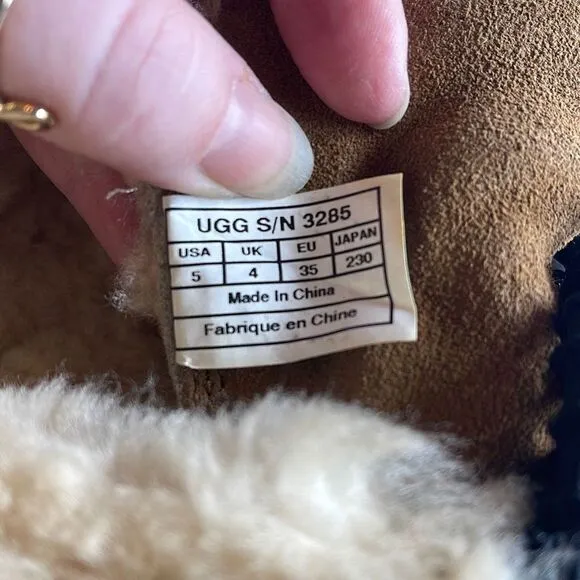 UGG S/N 3285
USA UK EU JAPAN
5 4 35 230
Made In China
Fabrique en Chine